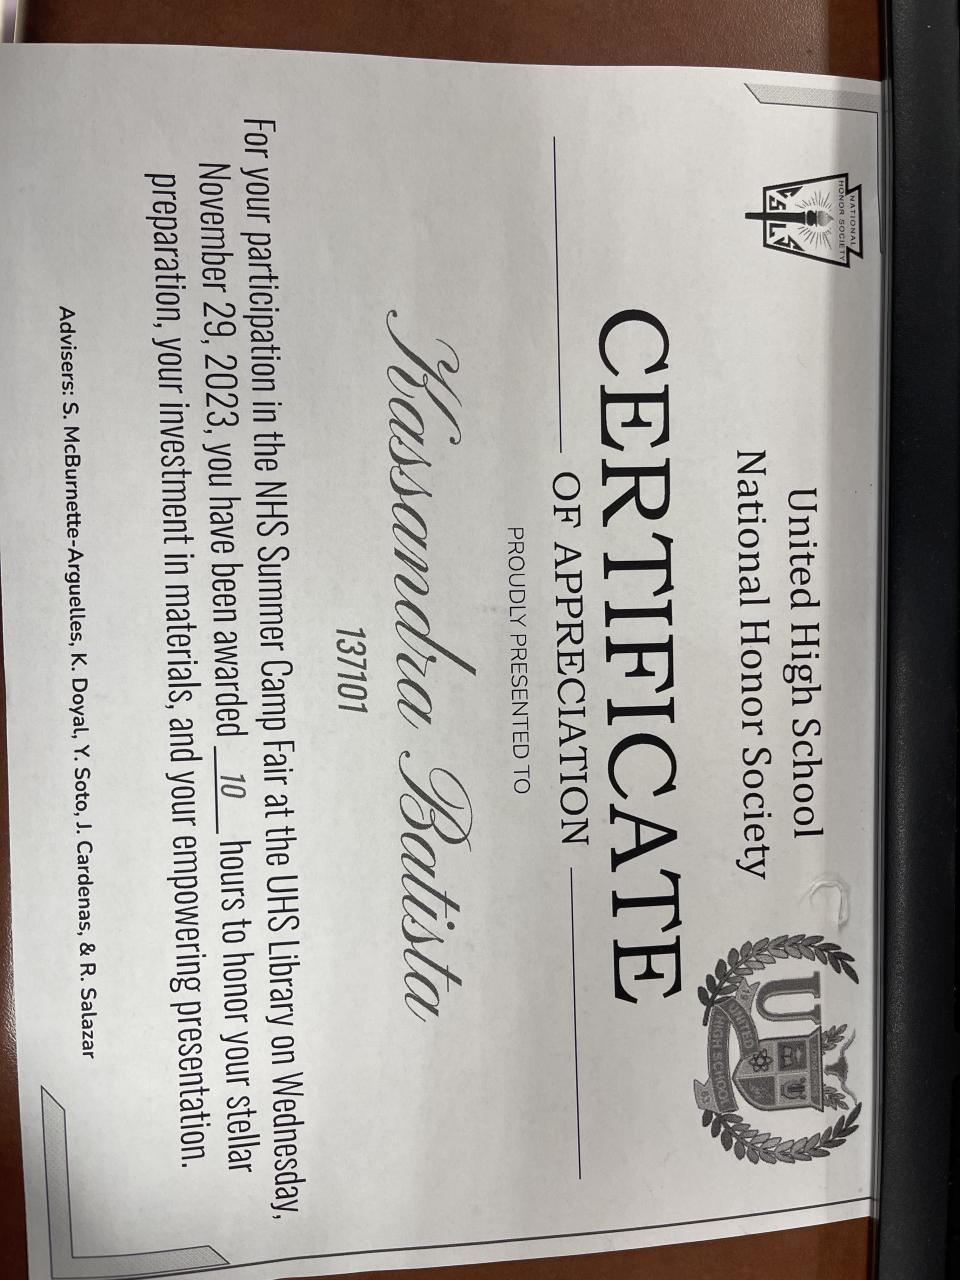 NATIONAL
HONOR SOCIETY
C S L S
United High School
National Honor Society
U
UNITED
HIGH SCHOOL
CERTIFICATE
OF APPRECIATION
PROUDLY PRESENTED TO
Kassandra Batista
137101
For your participation in the NHS Summer Camp Fair at the UHS Library on Wednesday,
November 29, 2023, you have been awarded 10 hours to honor your stellar
preparation, your investment in materials, and your empowering presentation.
Advisers: S. McBurnette-Arguelles, K. Doyal, Y. Soto, J. Cardenas, & R. Salazar